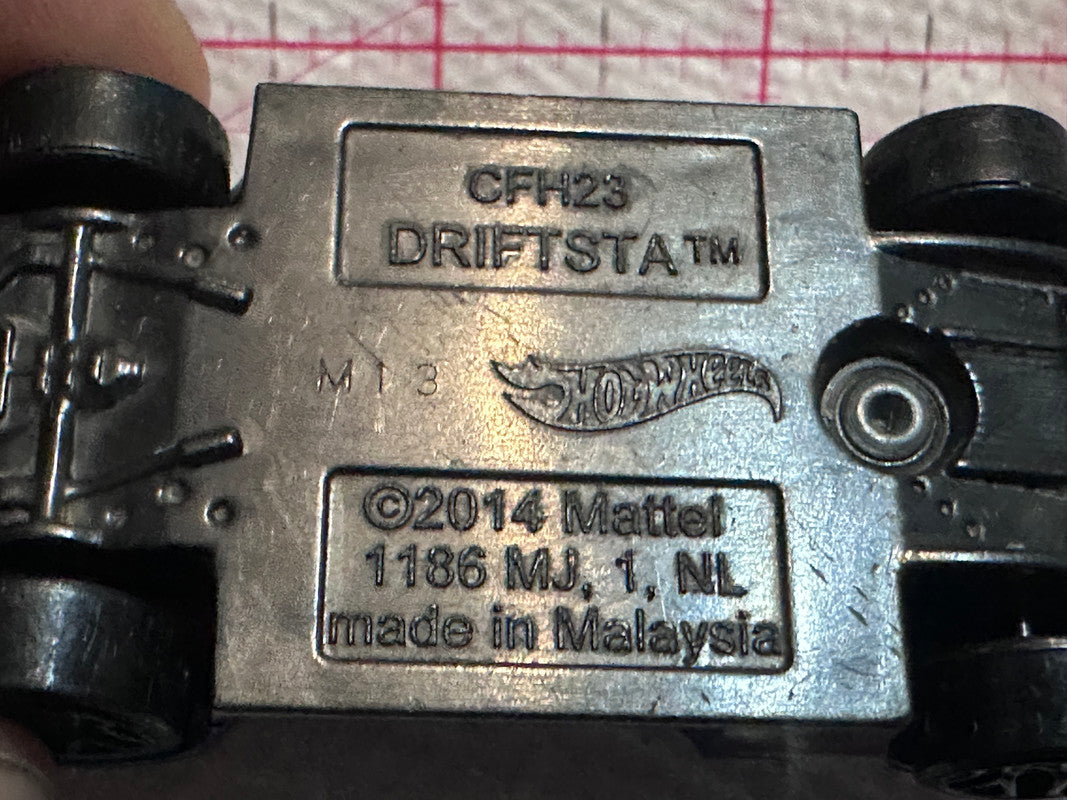 CFH23
DRIFTSTA™
M13
HOT WHEELS
©2014 Mattel
1186 MJ, 1, NL
made in Malaysia